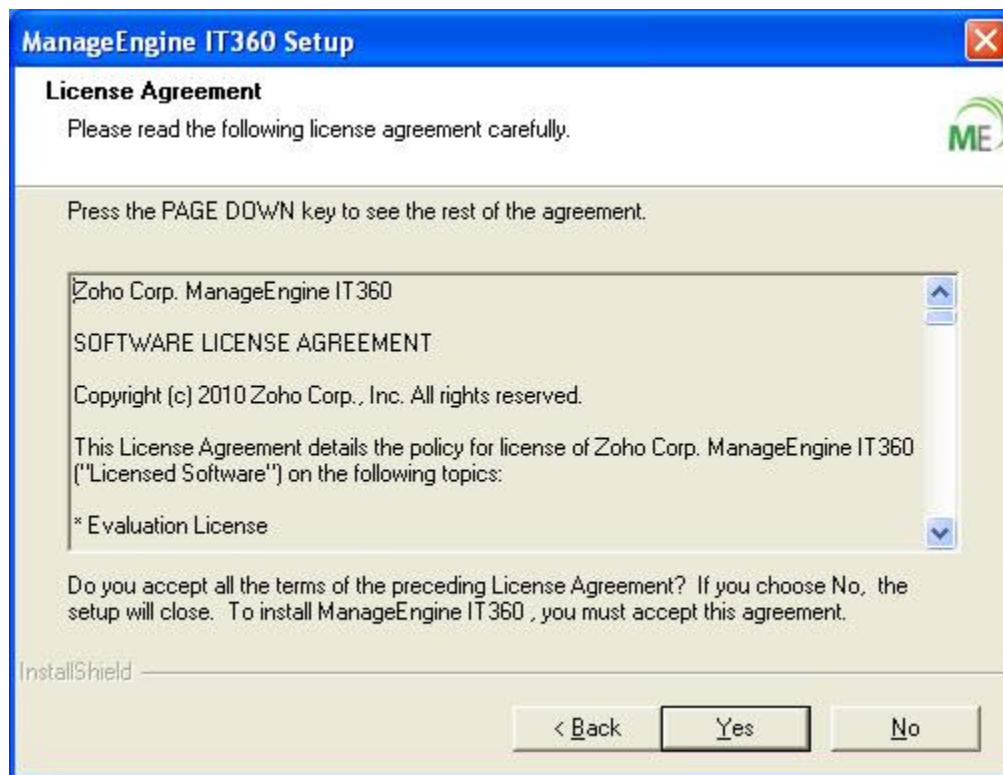 ManageEngine IT360 Setup
License Agreement
Please read the following license agreement carefully.
ME
Press the PAGE DOWN key to see the rest of the agreement.
Zoho Corp. ManageEngine IT360
SOFTWARE LICENSE AGREEMENT
Copyright (c) 2010 Zoho Corp., Inc. All rights reserved.
This License Agreement details the policy for license of Zoho Corp. ManageEngine IT360
("Licensed Software") on the following topics:
* Evaluation License
Do you accept all the terms of the preceding License Agreement? If you choose No, the
setup will close. To install ManageEngine IT360 , you must accept this agreement.
InstallShield
< Back Yes No